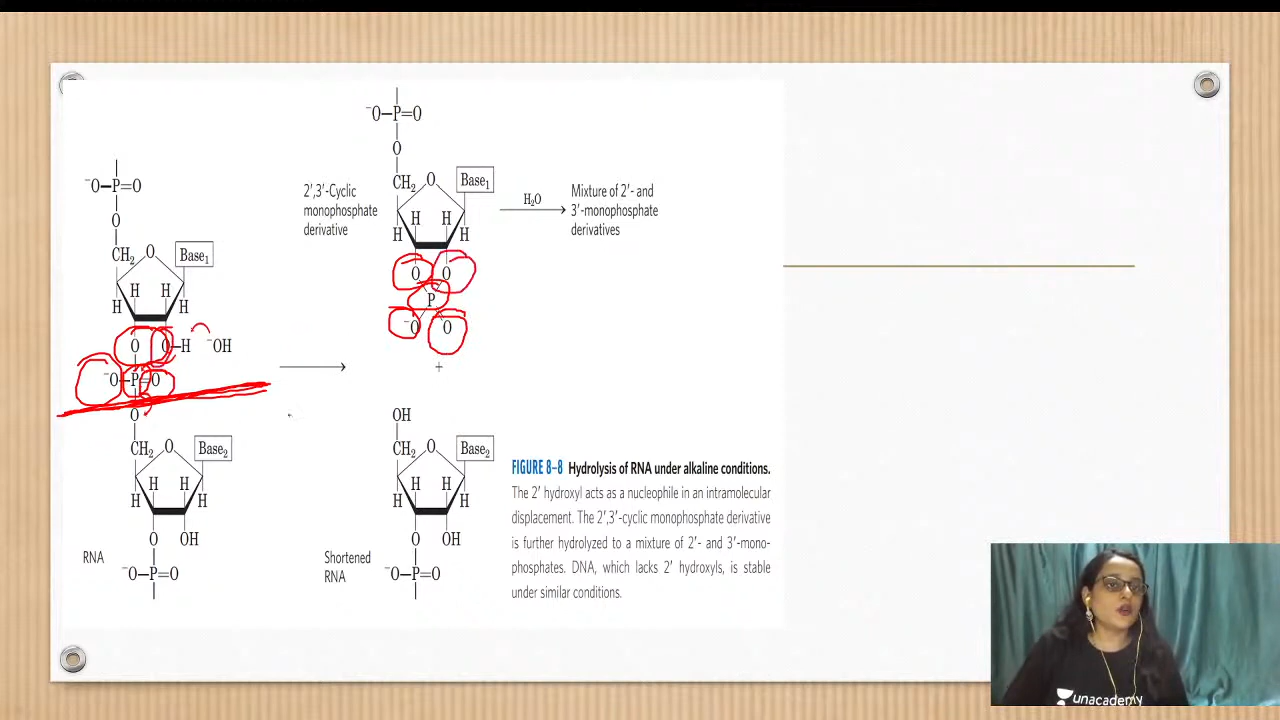 ⁻O–P=O
O
CH₂ O Base₁
H H
H H
O O–H ⁻OH
⁻O–P=O
O
CH₂ O Base₂
H H
H H
O OH
RNA
⁻O–P=O
⁻O–P=O
O
2′,3′-Cyclic
monophosphate
derivative
CH₂ O Base₁
H H
H H
O O
P
⁻O O
H₂O
Mixture of 2′- and
3′-monophosphate
derivatives
+
OH
CH₂ O Base₂
H H
H H
O OH
Shortened
RNA
⁻O–P=O
FIGURE 8–8 Hydrolysis of RNA under alkaline conditions.
The 2′ hydroxyl acts as a nucleophile in an intramolecular
displacement. The 2′,3′-cyclic monophosphate derivative
is further hydrolyzed to a mixture of 2′- and 3′-mono-
phosphates. DNA, which lacks 2′ hydroxyls, is stable
under similar conditions.
unacademy